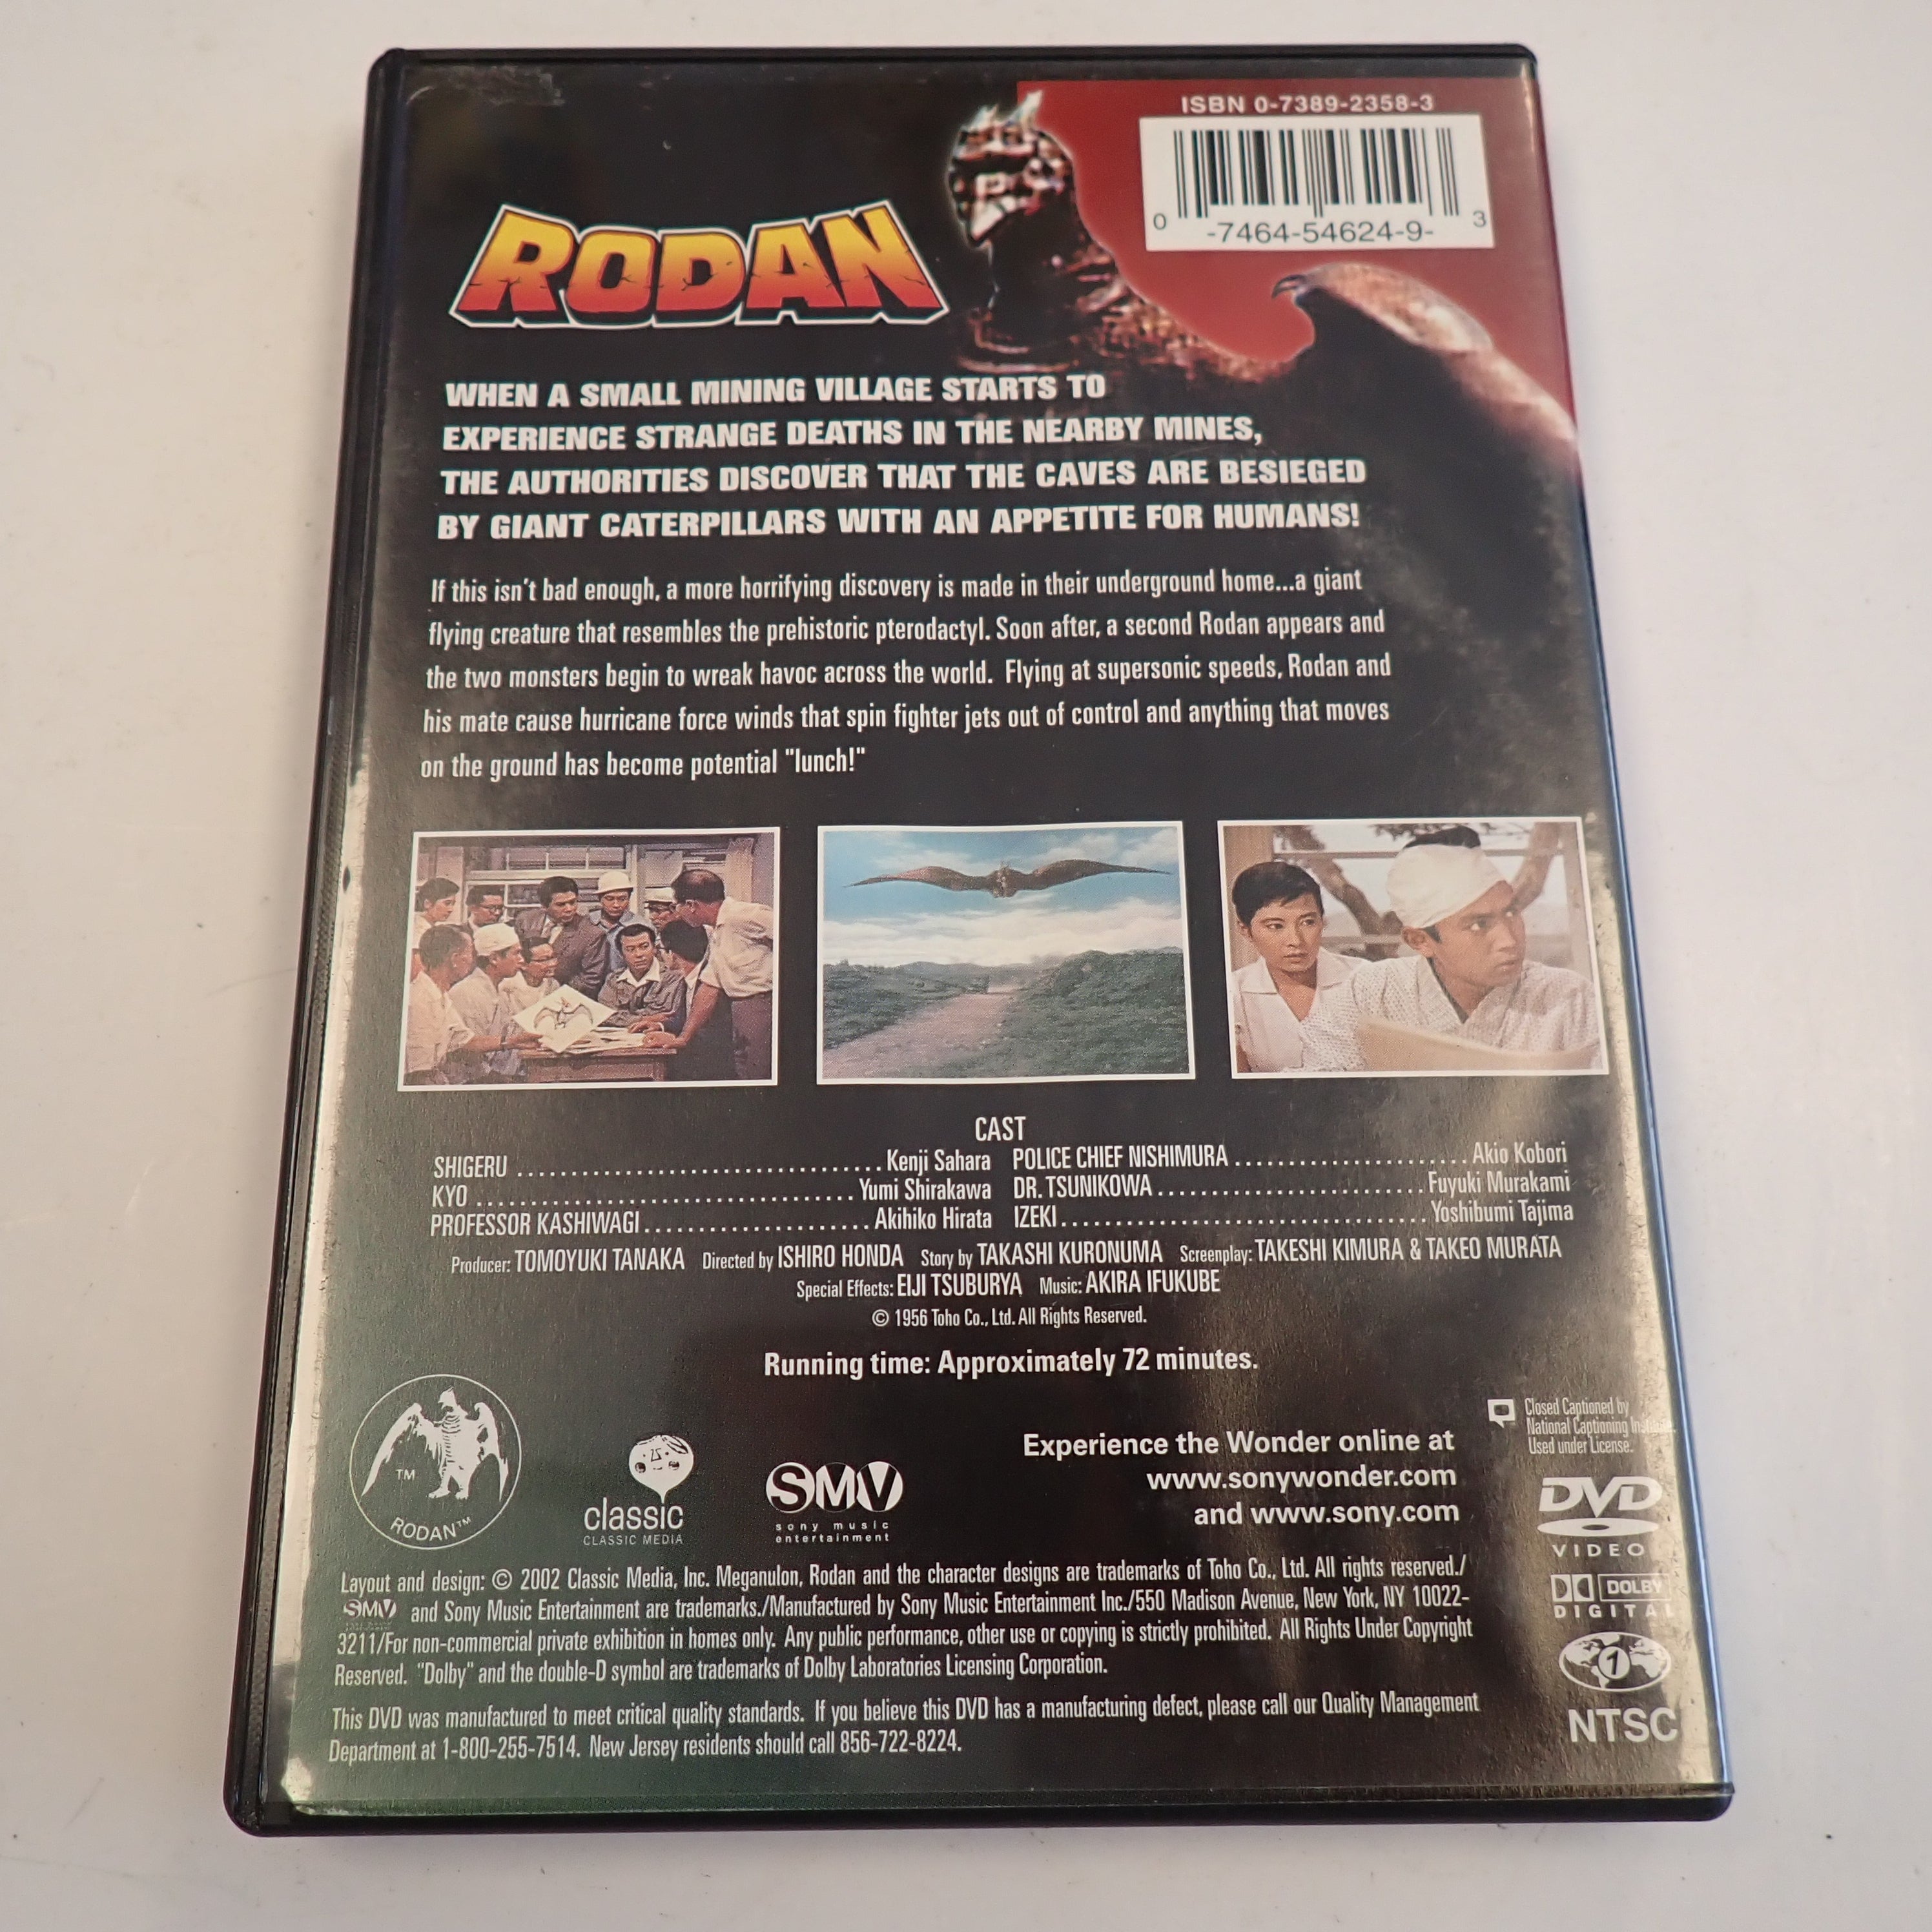 ISBN 0-7389-2358-3
0 -7464-54624-9- 3
RODAN
WHEN A SMALL MINING VILLAGE STARTS TO
EXPERIENCE STRANGE DEATHS IN THE NEARBY MINES,
THE AUTHORITIES DISCOVER THAT THE CAVES ARE BESIEGED
BY GIANT CATERPILLARS WITH AN APPETITE FOR HUMANS!
If this isn't bad enough, a more horrifying discovery is made in their underground home...a giant
flying creature that resembles the prehistoric pterodactyl. Soon after, a second Rodan appears and
the two monsters begin to wreak havoc across the world. Flying at supersonic speeds, Rodan and
his mate cause hurricane force winds that spin fighter jets out of control and anything that moves
on the ground has become potential "lunch!"
CAST
SHIGERU ................................... Kenji Sahara POLICE CHIEF NISHIMURA ...................... Akio Kobori
KYO .................................... Yumi Shirakawa DR. TSUNIKOWA ......................... Fuyuki Murakami
PROFESSOR KASHIWAGI ..................... Akihiko Hirata IZEKI ................................... Yoshibumi Tajima
Producer: TOMOYUKI TANAKA Directed by ISHIRO HONDA Story by TAKASHI KURONUMA Screenplay: TAKESHI KIMURA & TAKEO MURATA
Special Effects: EIJI TSUBURYA Music: AKIRA IFUKUBE
© 1956 Toho Co., Ltd. All Rights Reserved.
Running time: Approximately 72 minutes.
TM
RODAN™
classic
CLASSIC MEDIA
SMV
sony music
entertainment
Experience the Wonder online at
www.sonywonder.com
and www.sony.com
Closed Captioned by
National Captioning Institute.
Used under License.
DVD
VIDEO
DOLBY
DIGITAL
1
NTSC
Layout and design: © 2002 Classic Media, Inc. Meganulon, Rodan and the character designs are trademarks of Toho Co., Ltd. All rights reserved./
SMV and Sony Music Entertainment are trademarks./Manufactured by Sony Music Entertainment Inc./550 Madison Avenue, New York, NY 10022-
3211/For non-commercial private exhibition in homes only. Any public performance, other use or copying is strictly prohibited. All Rights Under Copyright
Reserved. "Dolby" and the double-D symbol are trademarks of Dolby Laboratories Licensing Corporation.
This DVD was manufactured to meet critical quality standards. If you believe this DVD has a manufacturing defect, please call our Quality Management
Department at 1-800-255-7514. New Jersey residents should call 856-722-8224.